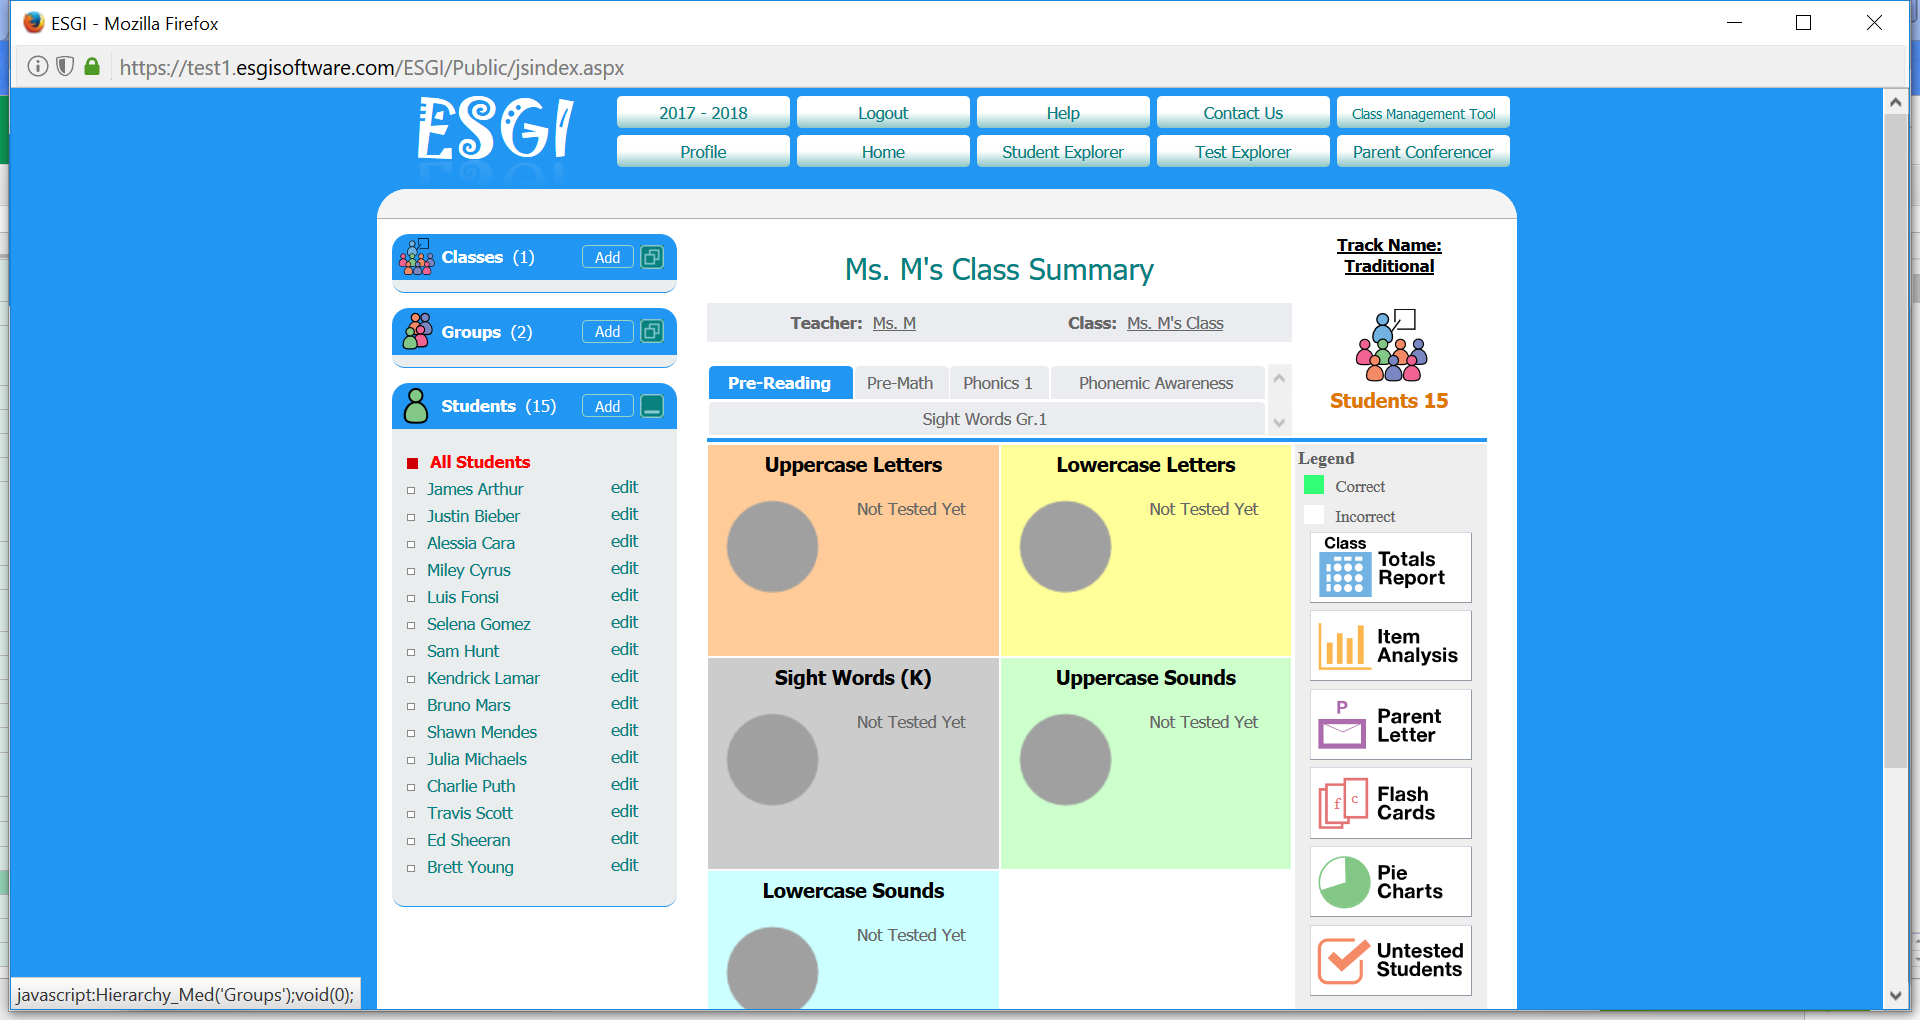 ESGI - Mozilla Firefox
https://test1.esgisoftware.com/ESGI/Public/jsindex.aspx
ESGI
2017 - 2018
Logout
Help
Contact Us
Class Management Tool
Profile
Home
Student Explorer
Test Explorer
Parent Conferencer
Classes (1)
Add
Groups (2)
Add
Students (15)
Add
All Students
James Arthur edit
Justin Bieber edit
Alessia Cara edit
Miley Cyrus edit
Luis Fonsi edit
Selena Gomez edit
Sam Hunt edit
Kendrick Lamar edit
Bruno Mars edit
Shawn Mendes edit
Julia Michaels edit
Charlie Puth edit
Travis Scott edit
Ed Sheeran edit
Brett Young edit
Ms. M's Class Summary
Teacher: Ms. M
Class: Ms. M's Class
Pre-Reading
Pre-Math
Phonics 1
Phonemic Awareness
Sight Words Gr.1
Uppercase Letters
Not Tested Yet
Lowercase Letters
Not Tested Yet
Sight Words (K)
Not Tested Yet
Uppercase Sounds
Not Tested Yet
Lowercase Sounds
Not Tested Yet
Track Name:
Traditional
Students 15
Legend
Correct
Incorrect
Class
Totals
Report
Item
Analysis
P
Parent
Letter
f c
Flash
Cards
Pie
Charts
Untested
Students
javascript:Hierarchy_Med('Groups');void(0);